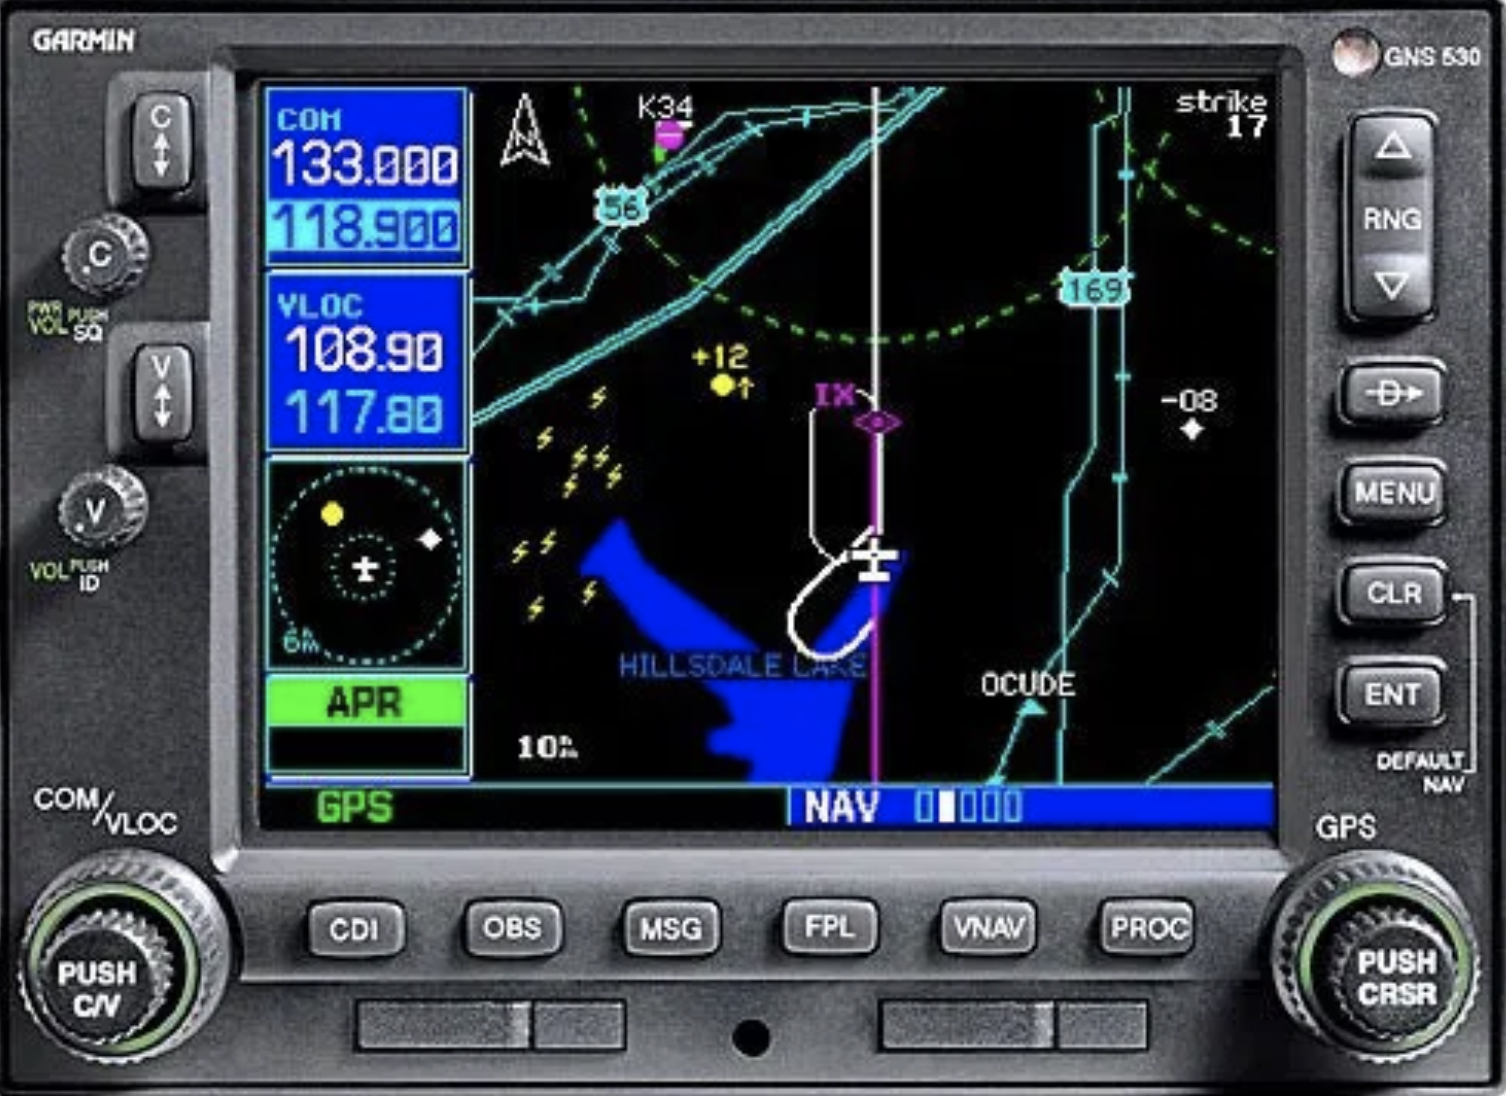 GARMIN
GNS 530
C
C
PWR
VOL
PUSH
SQ
V
V
VOL
PUSH
ID
COM/VLOC
PUSH
C/V
COM
133.000
118.900
VLOC
108.90
117.80
6nm
APR
GPS
N
K34
strike
17
56
169
+12
-08
IX
HILLSDALE LAKE
OCUDE
10nm
NAV
RNG
D
MENU
CLR
ENT
DEFAULT
NAV
GPS
PUSH
CRSR
CDI
OBS
MSG
FPL
VNAV
PROC